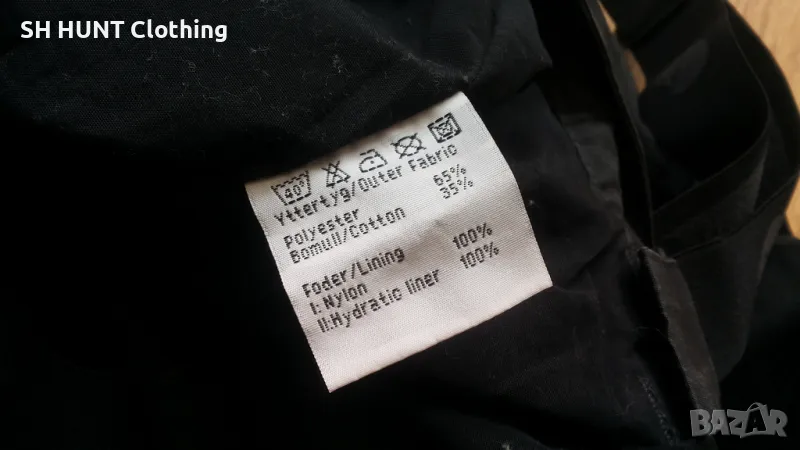 SH HUNT Clothing
40°
Yttertyg/Outer Fabric
Polyester 65%
Bomull/Cotton 35%
Foder/Lining
I:Nylon 100%
II:Hydratic liner 100%
BAZAR